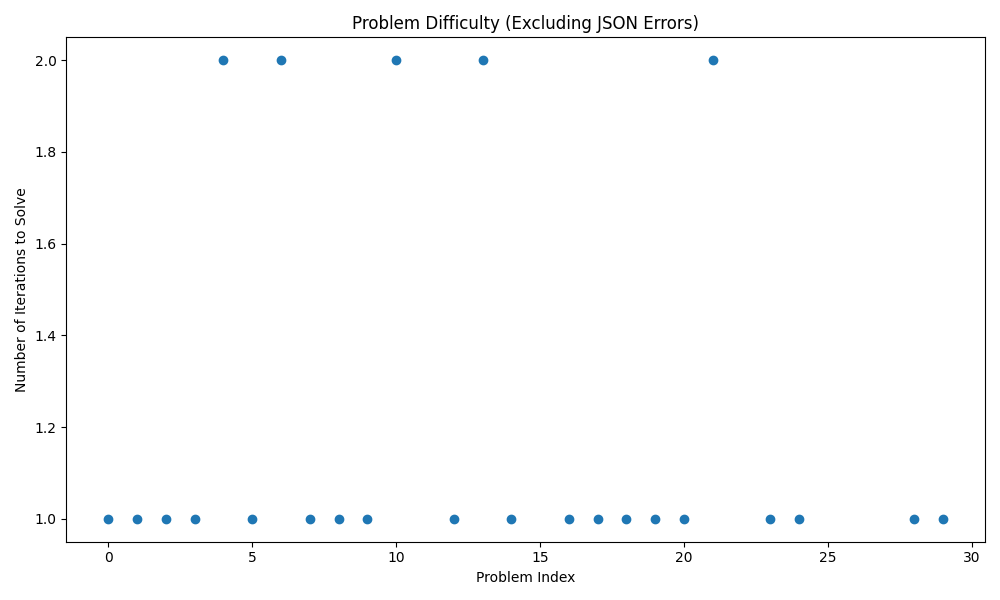 Problem Difficulty (Excluding JSON Errors)
Number of Iterations to Solve
2.0
1.8
1.6
1.4
1.2
1.0
0 5 10 15 20 25 30
Problem Index